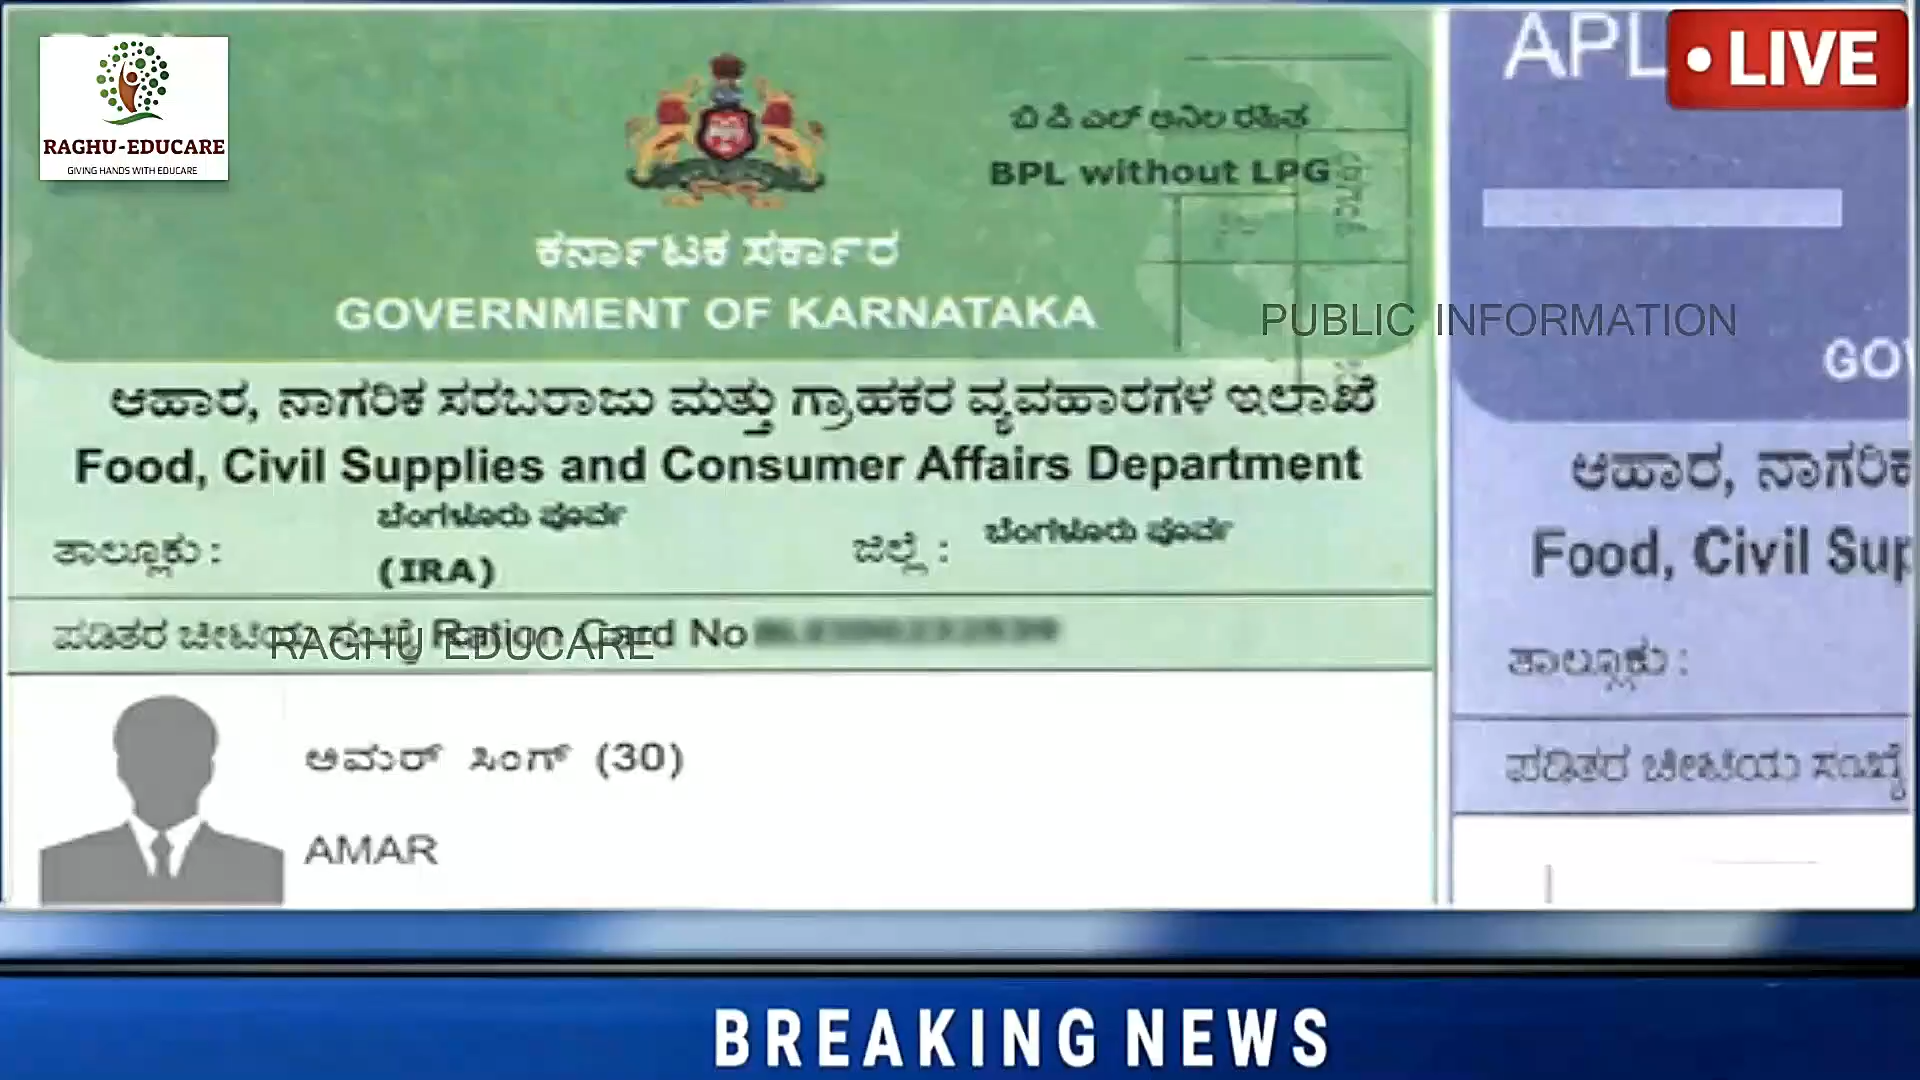 RAGHU-EDUCARE
GIVING HANDS WITH EDUCARE
ಬಿ ಪಿ ಎಲ್ ಅನಿಲ ರಹಿತ
BPL without LPG
ಕರ್ನಾಟಕ ಸರ್ಕಾರ
GOVERNMENT OF KARNATAKA
ಆಹಾರ, ನಾಗರಿಕ ಸರಬರಾಜು ಮತ್ತು ಗ್ರಾಹಕರ ವ್ಯವಹಾರಗಳ ಇಲಾಖೆ
Food, Civil Supplies and Consumer Affairs Department
ತಾಲ್ಲೂಕು : ಬೆಂಗಳೂರು ಪೂರ್ವ (IRA) ಜಿಲ್ಲೆ : ಬೆಂಗಳೂರು ಪೂರ್ವ
ಪಡಿತರ ಚೀಟಿಯ ಸಂಖ್ಯೆ Ration Card No
RAGHU EDUCARE
ಅಮರ್ ಸಿಂಗ್ (30)
AMAR
APL
• LIVE
PUBLIC INFORMATION
GOV
ಆಹಾರ, ನಾಗರಿಕ
Food, Civil Sup
ತಾಲ್ಲೂಕು :
ಪಡಿತರ ಚೀಟಿಯ ಸಂಖ್ಯೆ
BREAKING NEWS